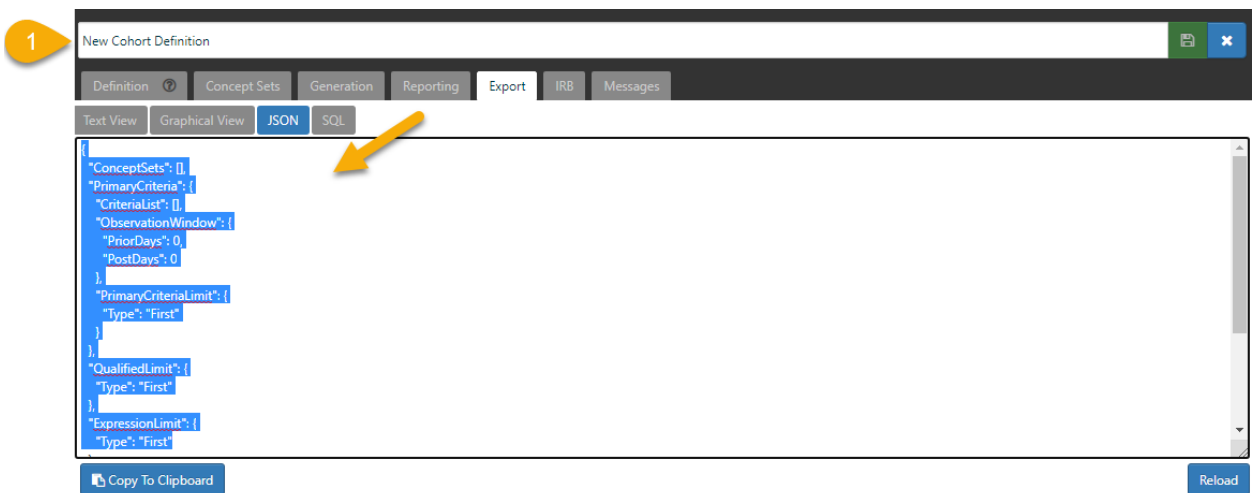 1
New Cohort Definition
Definition Concept Sets Generation Reporting Export IRB Messages
Text View Graphical View JSON SQL
{
"ConceptSets": [],
"PrimaryCriteria": {
"CriteriaList": [],
"ObservationWindow": {
"PriorDays": 0,
"PostDays": 0
},
"PrimaryCriteriaLimit": {
"Type": "First"
}
},
"QualifiedLimit": {
"Type": "First"
},
"ExpressionLimit": {
"Type": "First"
Copy To Clipboard Reload